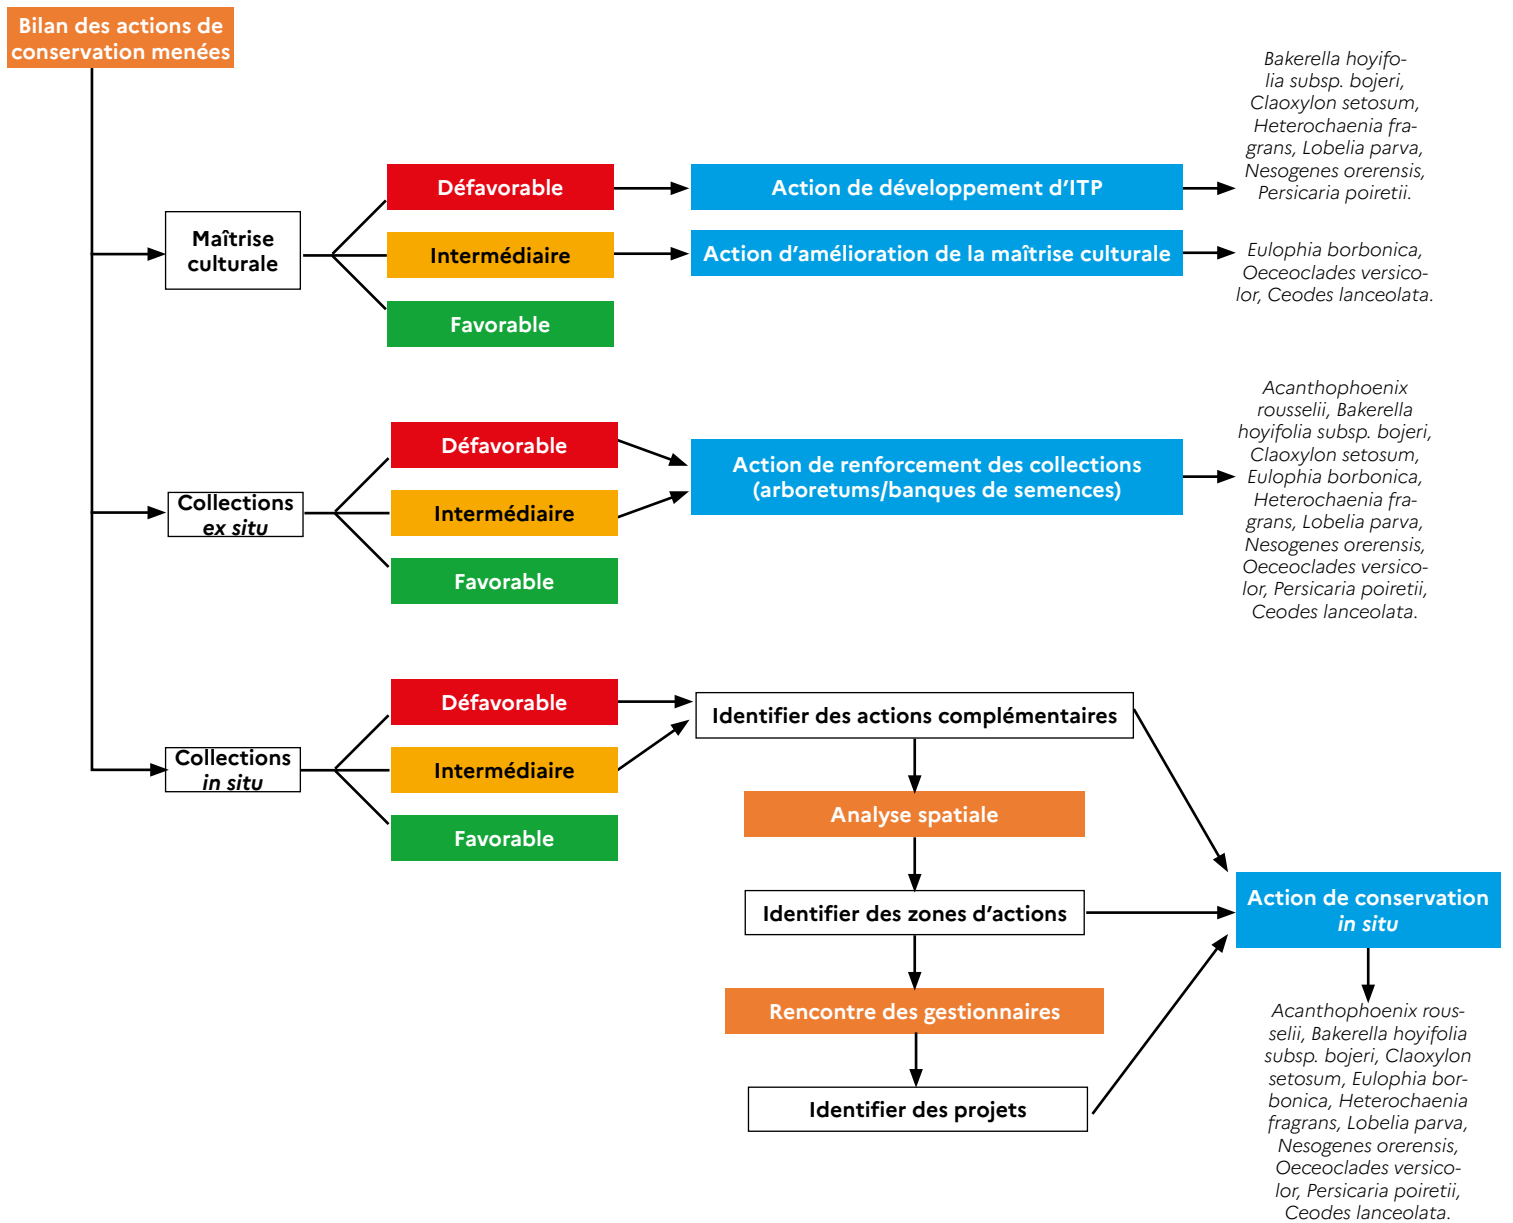 Bilan des actions de
conservation menées
Maîtrise
culturale
Défavorable
Intermédiaire
Favorable
Action de développement d’ITP
Action d’amélioration de la maîtrise culturale
Bakerella hoyifo-
lia subsp. bojeri,
Claoxylon setosum,
Heterochaenia fra-
grans, Lobelia parva,
Nesogenes orerensis,
Persicaria poiretii.
Eulophia borbonica,
Oeceoclades versico-
lor, Ceodes lanceolata.
Collections
ex situ
Défavorable
Intermédiaire
Favorable
Action de renforcement des collections
(arboretums/banques de semences)
Acanthophoenix
rousselii, Bakerella
hoyifolia subsp. bojeri,
Claoxylon setosum,
Eulophia borbonica,
Heterochaenia fra-
grans, Lobelia parva,
Nesogenes orerensis,
Oeceoclades versico-
lor, Persicaria poiretii,
Ceodes lanceolata.
Collections
in situ
Défavorable
Intermédiaire
Favorable
Identifier des actions complémentaires
Analyse spatiale
Identifier des zones d’actions
Rencontre des gestionnaires
Identifier des projets
Action de conservation
in situ
Acanthophoenix rous-
selii, Bakerella hoyifolia
subsp. bojeri, Claoxylon
setosum, Eulophia bor-
bonica, Heterochaenia
fragrans, Lobelia parva,
Nesogenes orerensis,
Oeceoclades versico-
lor, Persicaria poiretii,
Ceodes lanceolata.